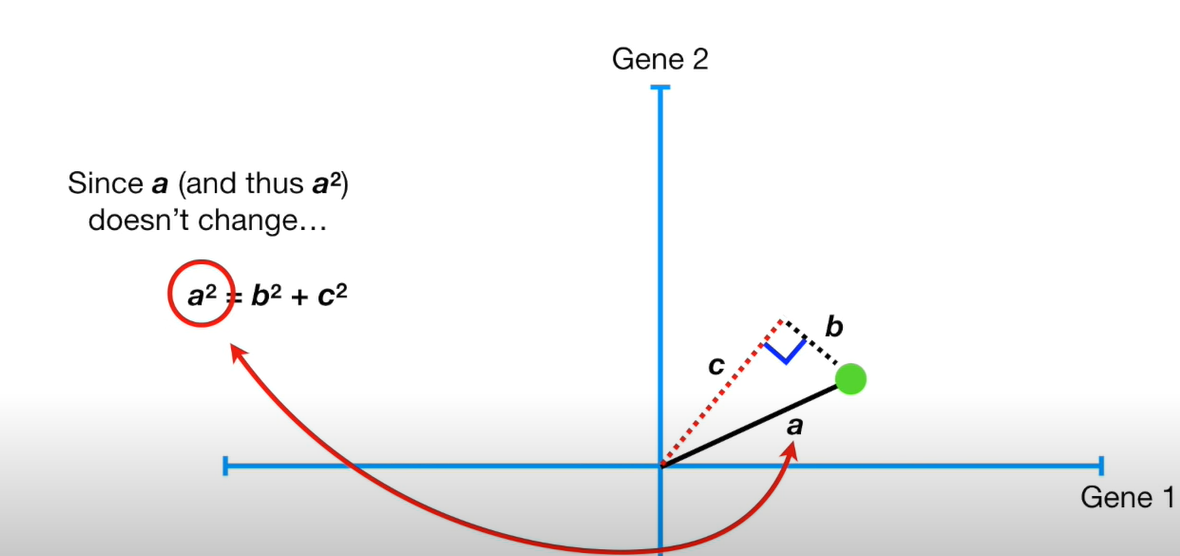 Gene 2
Since a (and thus a²)
doesn't change…
a² = b² + c²
b
c
a
Gene 1